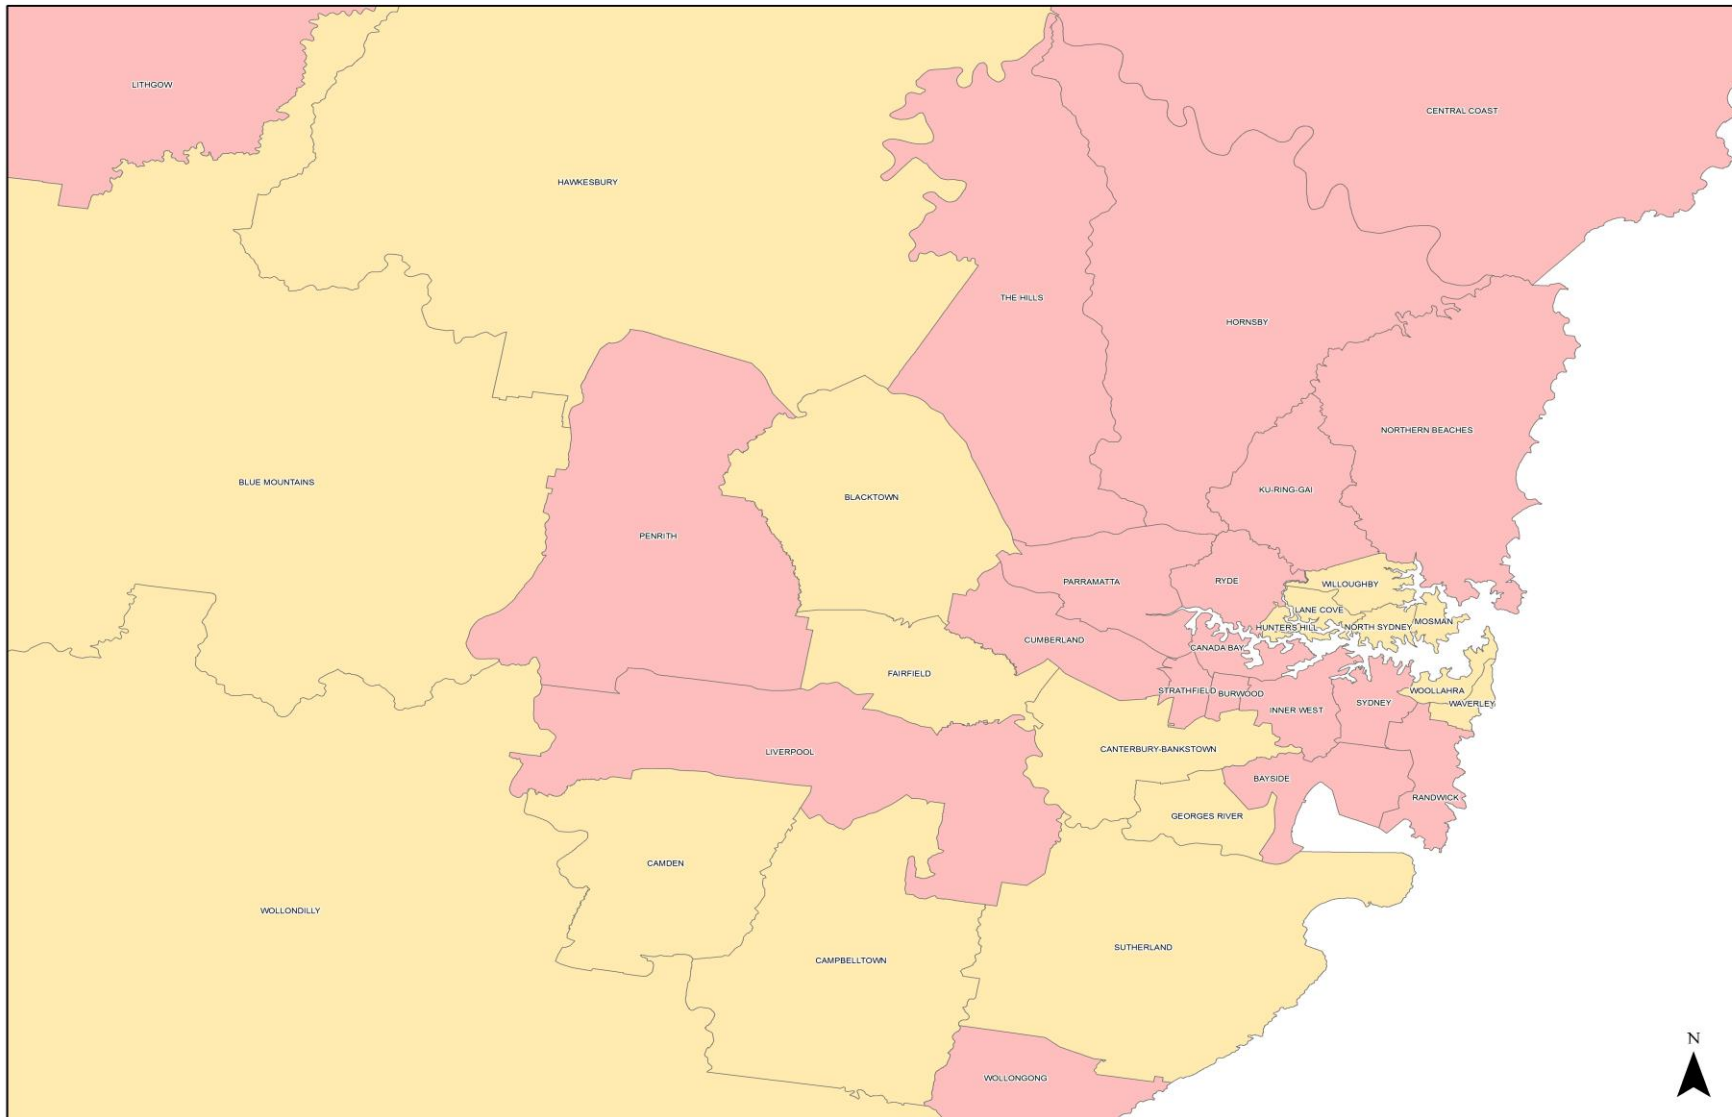 LITHGOW
CENTRAL COAST
HAWKESBURY
THE HILLS
HORNSBY
NORTHERN BEACHES
BLUE MOUNTAINS
KU-RING-GAI
BLACKTOWN
PENRITH
PARRAMATTA
RYDE
WILLOUGHBY
LANE COVE
MOSMAN
HUNTERS HILL
NORTH SYDNEY
CUMBERLAND
CANADA BAY
FAIRFIELD
STRATHFIELD
BURWOOD
WOOLLAHRA
SYDNEY
WAVERLEY
INNER WEST
CANTERBURY-BANKSTOWN
LIVERPOOL
BAYSIDE
RANDWICK
GEORGES RIVER
CAMDEN
WOLLONDILLY
SUTHERLAND
CAMPBELLTOWN
N
WOLLONGONG